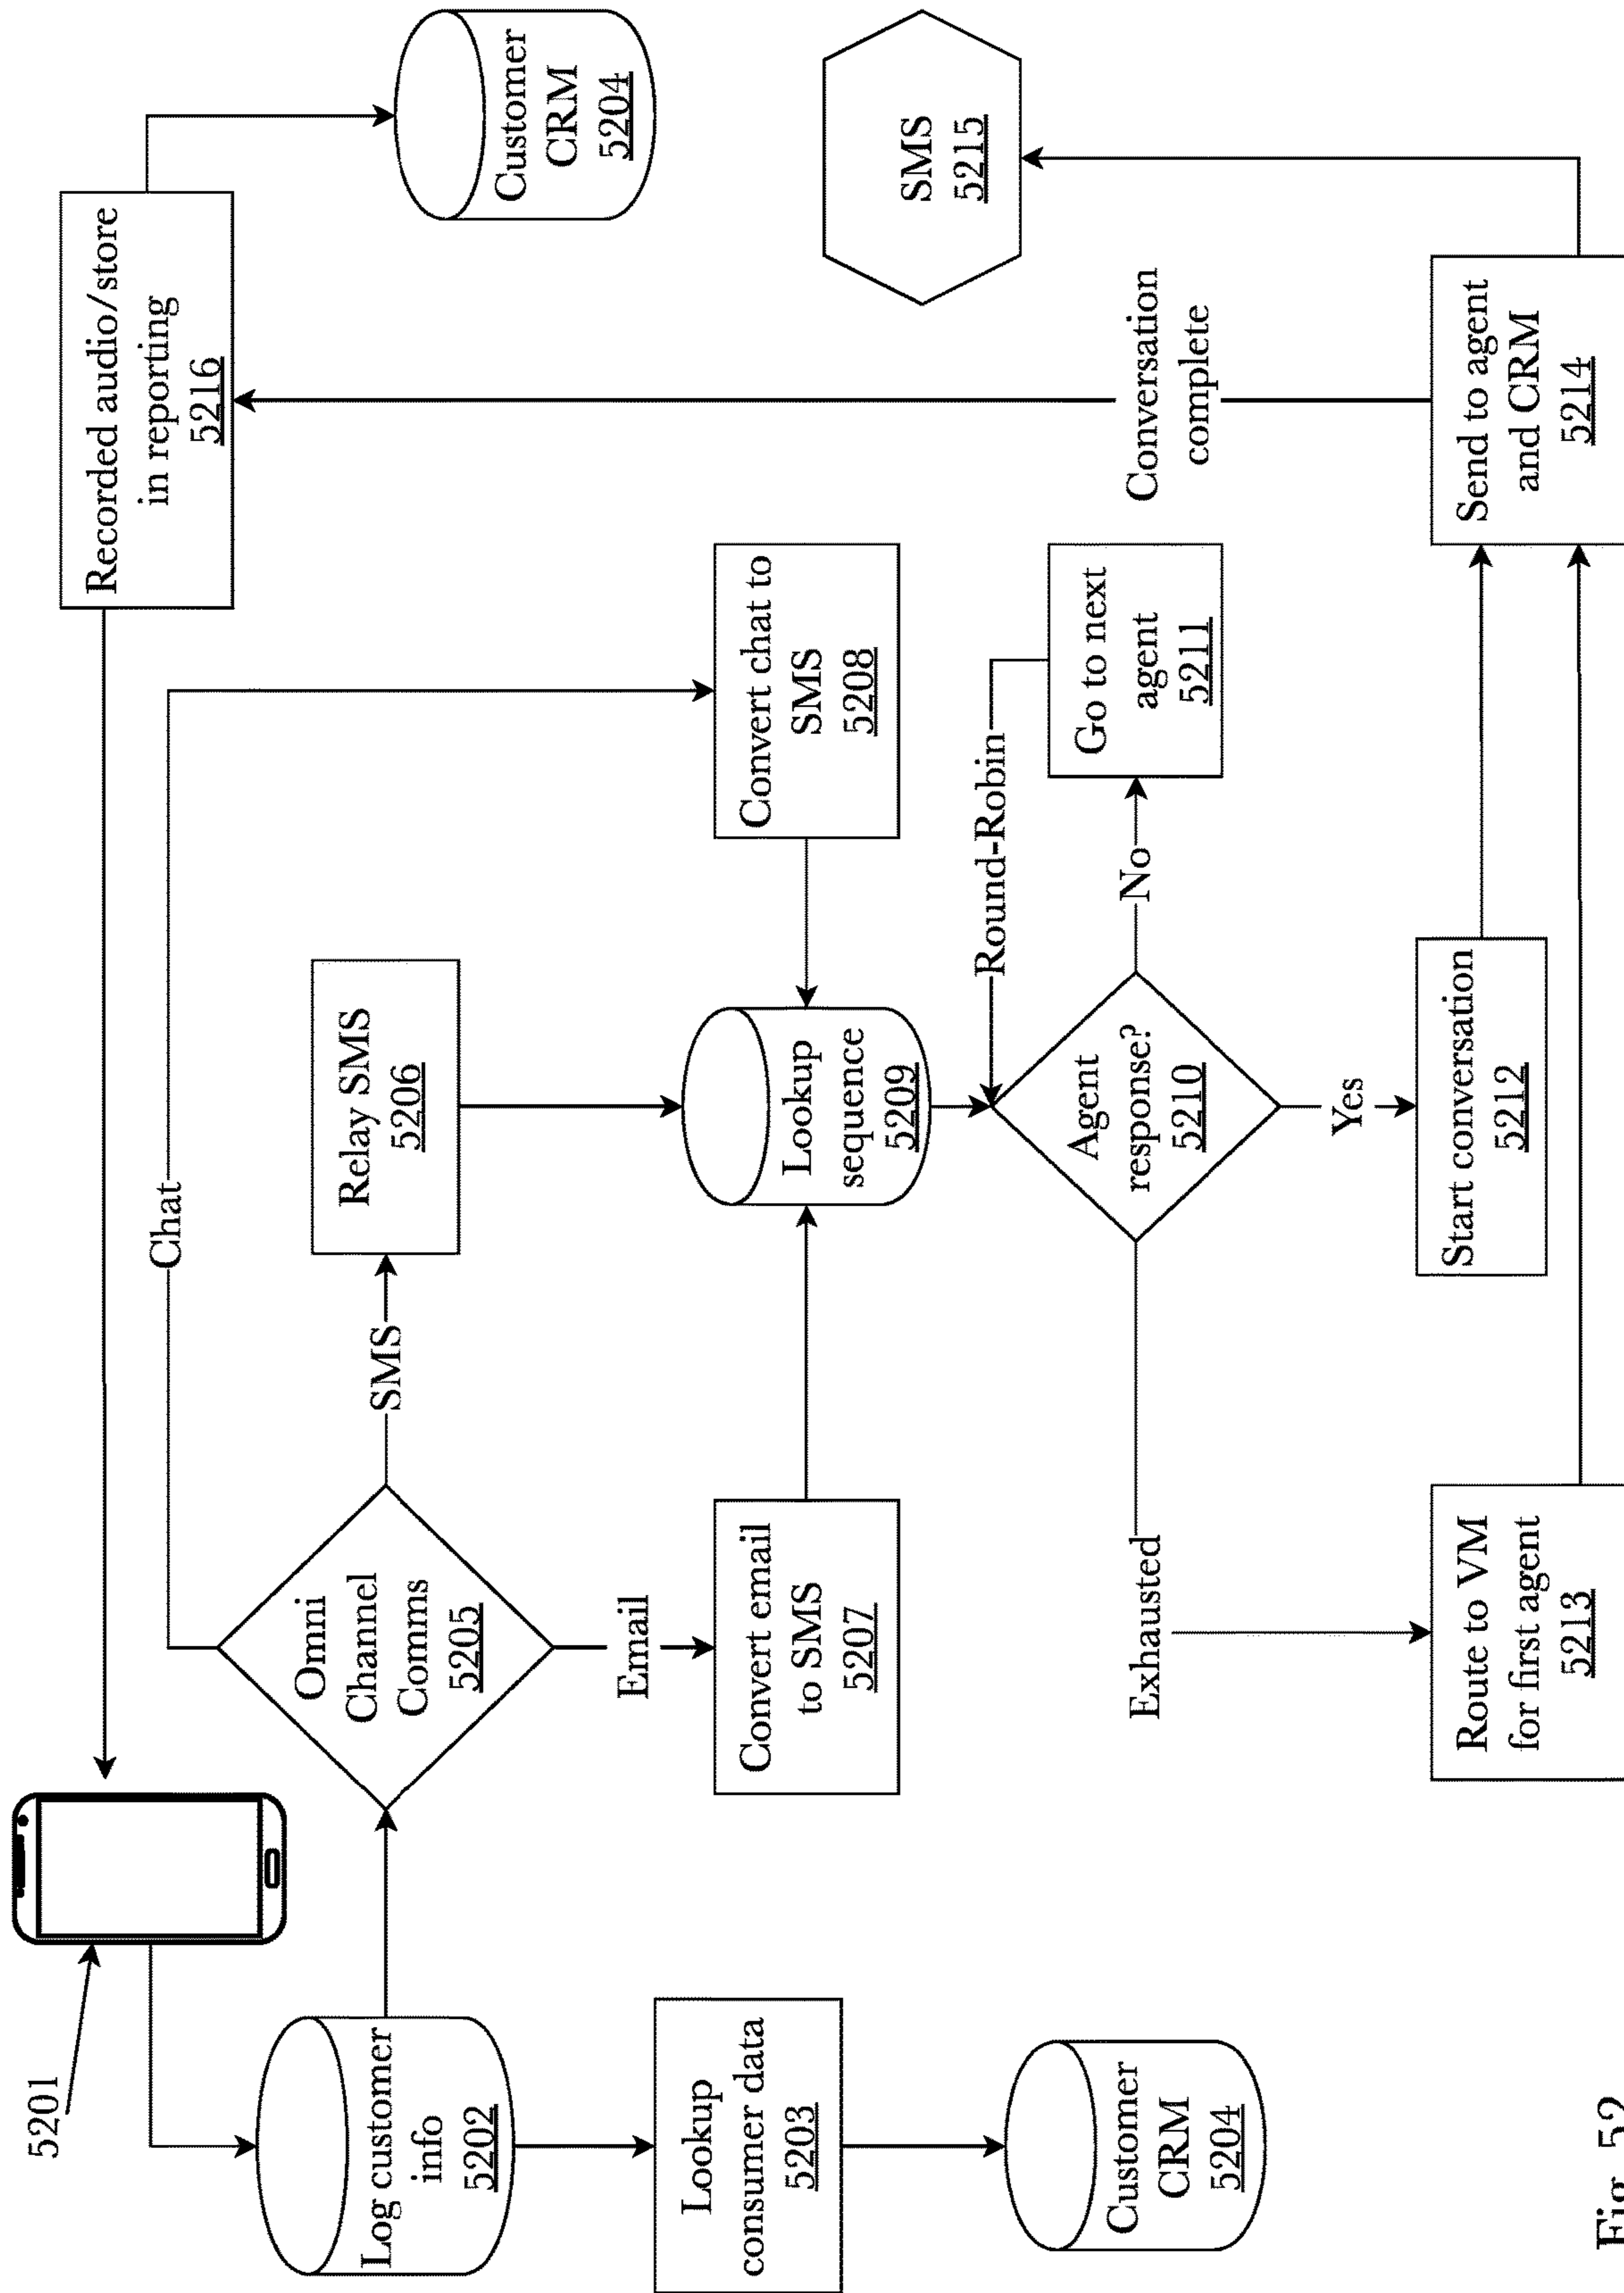 5201
Recorded audio/store
in reporting
5216
Chat
Log customer
info
5202
Omni
Channel
Comms
5205
SMS
Relay SMS
5206
Customer
CRM
5204
Email
Lookup
consumer data
5203
Convert email
to SMS
5207
Lookup
sequence
5209
Convert chat to
SMS
5208
SMS
5215
Round-Robin
Customer
CRM
5204
Exhausted
Agent
response?
5210
No
Go to next
agent
5211
Conversation
complete
Yes
Route to VM
for first agent
5213
Start conversation
5212
Send to agent
and CRM
5214
Fig. 52